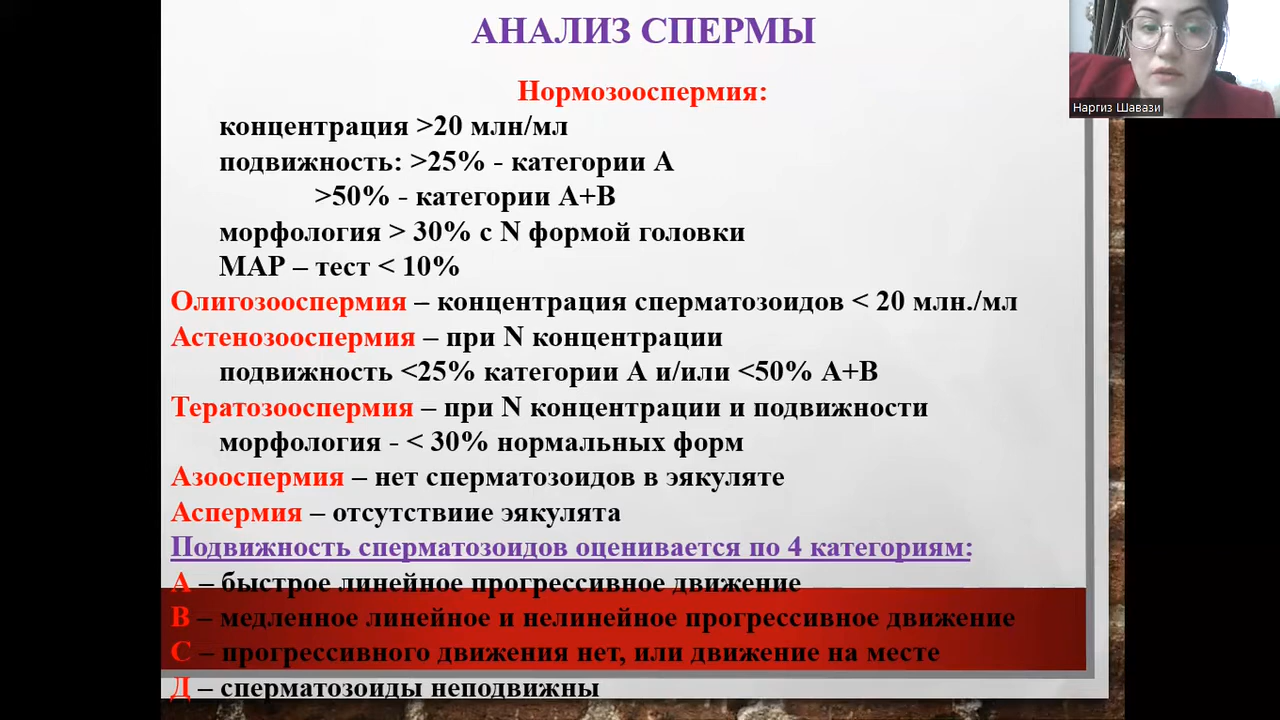 АНАЛИЗ СПЕРМЫ
Нормозооспермия:
концентрация >20 млн/мл
подвижность: >25% - категории А
>50% - категории А+В
морфология > 30% с N формой головки
МАР – тест < 10%
Олигозооспермия – концентрация сперматозоидов < 20 млн./мл
Астенозооспермия – при N концентрации
подвижность <25% категории А и/или <50% А+В
Тератозооспермия – при N концентрации и подвижности
морфология - < 30% нормальных форм
Азооспермия – нет сперматозоидов в эякуляте
Аспермия – отсутствиие эякулята
Подвижность сперматозоидов оценивается по 4 категориям:
А – быстрое линейное прогрессивное движение
В – медленное линейное и нелинейное прогрессивное движение
С – прогрессивного движения нет, или движение на месте
Д – сперматозоиды неподвижны
Наргиз Шавази